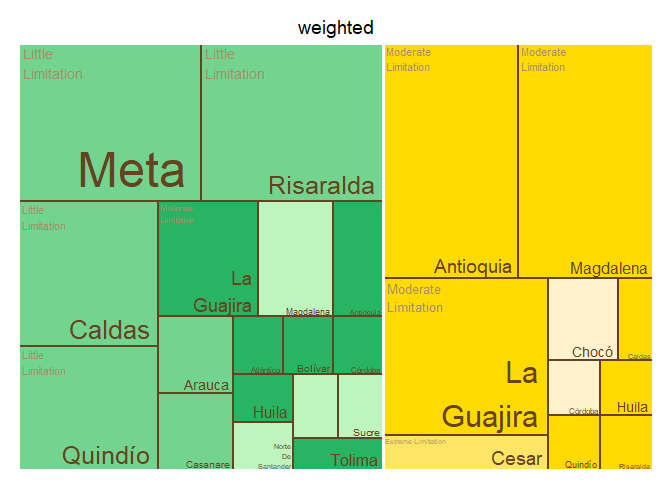 weighted
Little
Limitation
Meta
Little
Limitation
Risaralda
Little
Limitation
Caldas
Little
Limitation
Quindío
Moderate
Limitation
La
Guajira
Magdalena
Antioquia
Arauca
Casanare
Atlántico
Bolívar
Córdoba
Huila
Norte
De
Santander
Sucre
Tolima
Moderate
Limitation
Antioquia
Moderate
Limitation
Magdalena
Moderate
Limitation
La
Guajira
Extreme Limitation
Cesar
Chocó
Caldas
Córdoba
Huila
Quindío
Risaralda